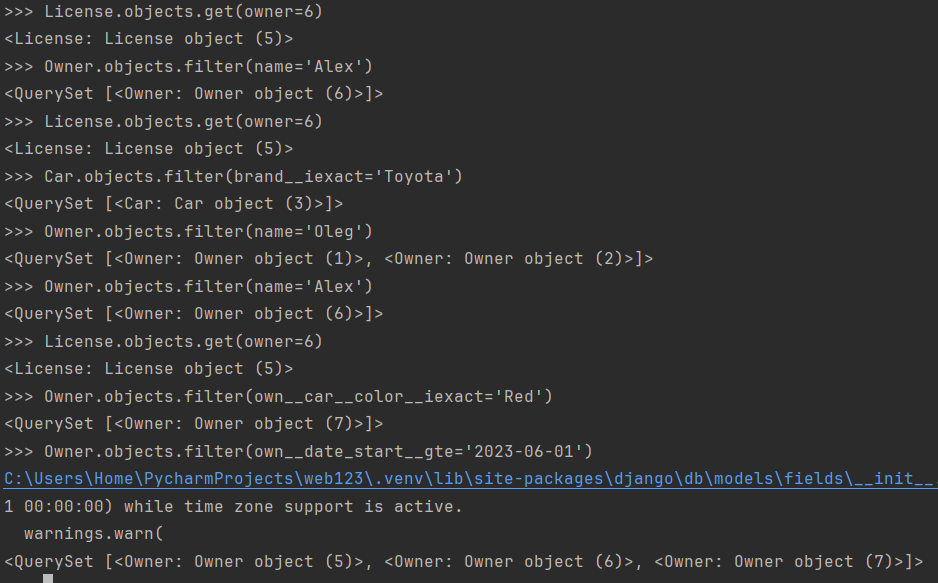 >>> License.objects.get(owner=6)
<License: License object (5)>
>>> Owner.objects.filter(name='Alex')
<QuerySet [<Owner: Owner object (6)>]>
>>> License.objects.get(owner=6)
<License: License object (5)>
>>> Car.objects.filter(brand__iexact='Toyota')
<QuerySet [<Car: Car object (3)>]>
>>> Owner.objects.filter(name='Oleg')
<QuerySet [<Owner: Owner object (1)>, <Owner: Owner object (2)>]>
>>> Owner.objects.filter(name='Alex')
<QuerySet [<Owner: Owner object (6)>]>
>>> License.objects.get(owner=6)
<License: License object (5)>
>>> Owner.objects.filter(own__car__color__iexact='Red')
<QuerySet [<Owner: Owner object (7)>]>
>>> Owner.objects.filter(own__date_start__gte='2023-06-01')
C:\Users\Home\PycharmProjects\web123\.venv\lib\site-packages\django\db\models\fields\__init__
1 00:00:00) while time zone support is active.
  warnings.warn(
<QuerySet [<Owner: Owner object (5)>, <Owner: Owner object (6)>, <Owner: Owner object (7)>]>